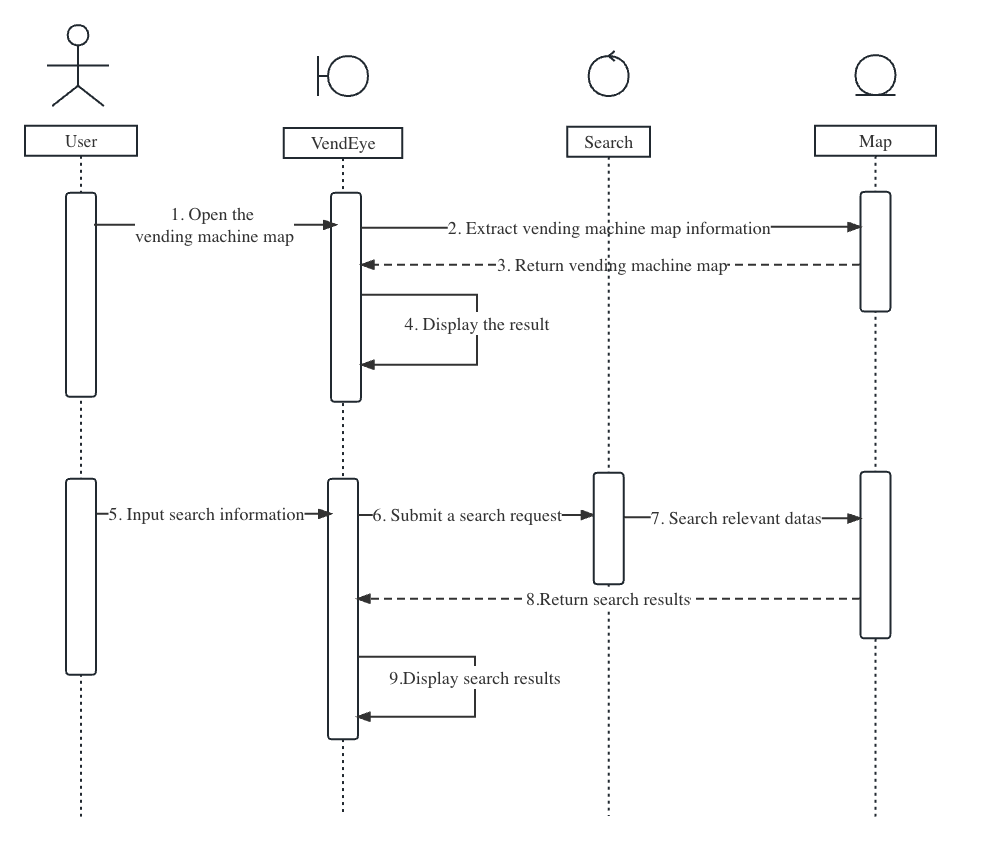 User
VendEye
Search
Map
1. Open the
vending machine map
2. Extract vending machine map information
3. Return vending machine map
4. Display the result
5. Input search information
6. Submit a search request
7. Search relevant datas
8.Return search results
9.Display search results